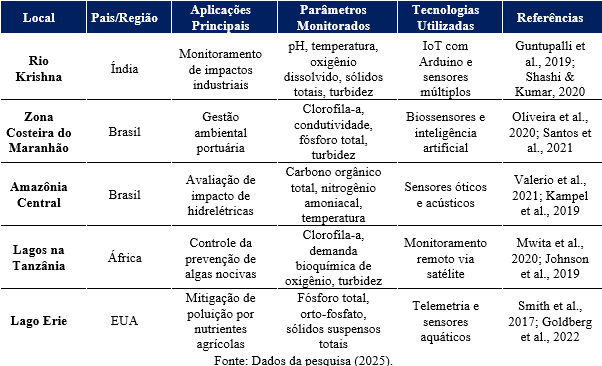 Local País/Região Aplicações Principais Parâmetros Monitorados Tecnologias Utilizadas Referências
Rio Krishna Índia Monitoramento de impactos industriais pH, temperatura, oxigênio dissolvido, sólidos totais, turbidez IoT com Arduino e sensores múltiplos Guntupalli et al., 2019; Shashi & Kumar, 2020
Zona Costeira do Maranhão Brasil Gestão ambiental portuária Clorofila-a, condutividade, fósforo total, turbidez Biossensores e inteligência artificial Oliveira et al., 2020; Santos et al., 2021
Amazônia Central Brasil Avaliação de impacto de hidrelétricas Carbono orgânico total, nitrogênio amoniacal, temperatura Sensores óticos e acústicos Valerio et al., 2021; Kampel et al., 2019
Lagos na Tanzânia África Controle da prevenção de algas nocivas Clorofila-a, demanda bioquímica de oxigênio, turbidez Monitoramento remoto via satélite Mwita et al., 2020; Johnson et al., 2019
Lago Erie EUA Mitigação de poluição por nutrientes agrícolas Fósforo total, orto-fosfato, sólidos suspensos totais Telemetria e sensores aquáticos Smith et al., 2017; Goldberg et al., 2022
Fonte: Dados da pesquisa (2025).